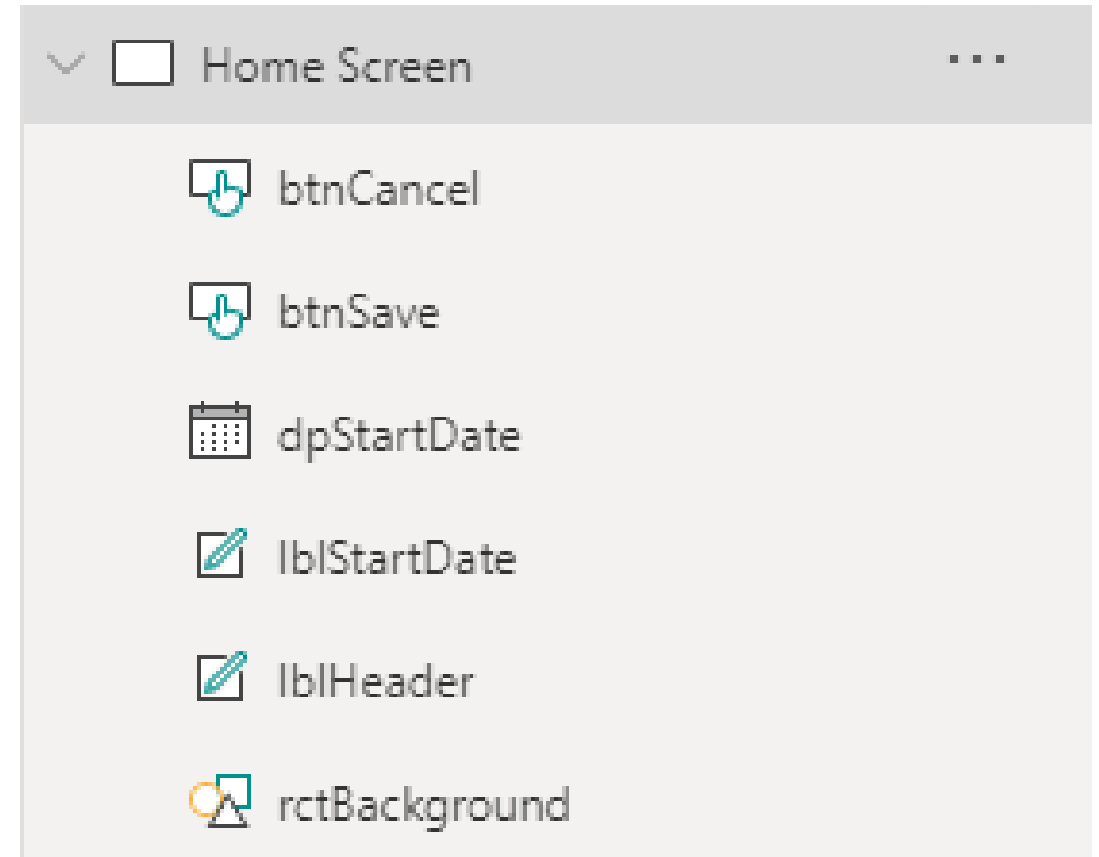 Home Screen ...
btnCancel
btnSave
dpStartDate
lblStartDate
lblHeader
rctBackground